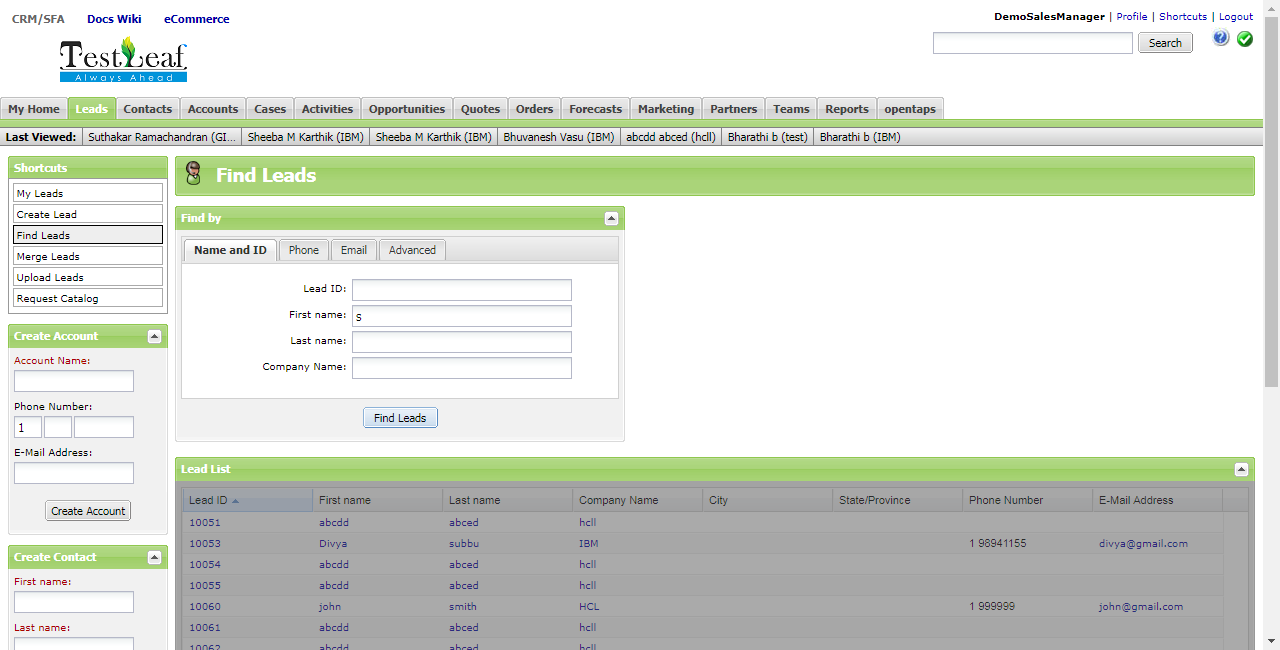 CRM/SFA Docs Wiki eCommerce
DemoSalesManager | Profile | Shortcuts | Logout
TestLeaf
Always Ahead
Search
My Home Leads Contacts Accounts Cases Activities Opportunities Quotes Orders Forecasts Marketing Partners Teams Reports opentaps
Last Viewed: Suthakar Ramachandran (GI... Sheeba M Karthik (IBM) Sheeba M Karthik (IBM) Bhuvanesh Vasu (IBM) abcdd abced (hcll) Bharathi b (test) Bharathi b (IBM)
Shortcuts
My Leads
Create Lead
Find Leads
Merge Leads
Upload Leads
Request Catalog
Create Account
Account Name:
Phone Number:
1
E-Mail Address:
Create Account
Create Contact
First name:
Last name:
Find Leads
Find by
Name and ID Phone Email Advanced
Lead ID:
First name: s
Last name:
Company Name:
Find Leads
Lead List
Lead ID First name Last name Company Name City State/Province Phone Number E-Mail Address
10051 abcdd abced hcll
10053 Divya subbu IBM 1 98941155 divya@gmail.com
10054 abcdd abced hcll
10055 abcdd abced hcll
10060 john smith HCL 1 999999 john@gmail.com
10061 abcdd abced hcll
10062 abcdd abced hcll